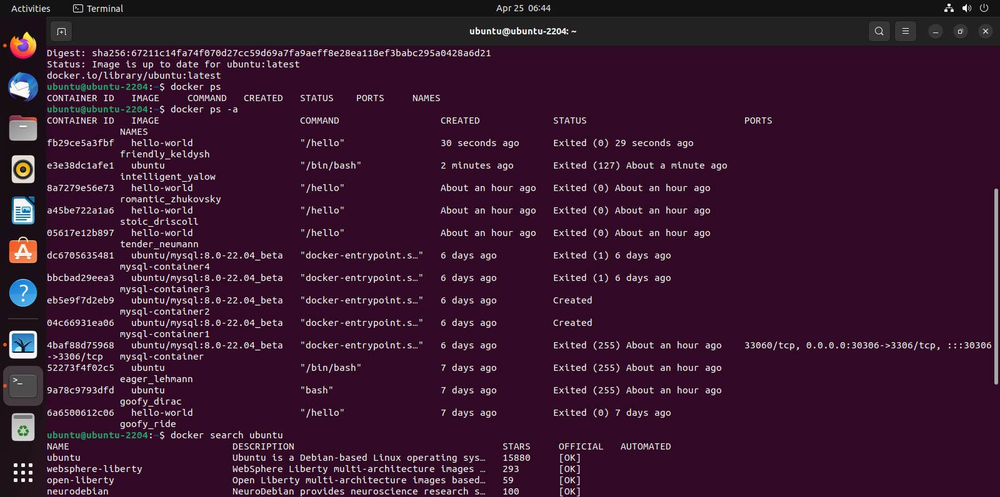 Activities Terminal Apr 25 06:44
ubuntu@ubuntu-2204: ~
Digest: sha256:67211c14fa74f070d27cc59d69a7fa9aeff8e28ea118ef3babc295a0428a6d21
Status: Image is up to date for ubuntu:latest
docker.io/library/ubuntu:latest
ubuntu@ubuntu-2204:~$ docker ps
CONTAINER ID   IMAGE     COMMAND   CREATED   STATUS    PORTS     NAMES
ubuntu@ubuntu-2204:~$ docker ps -a
CONTAINER ID   IMAGE                         COMMAND                  CREATED             STATUS                            PORTS
             NAMES
fb29ce5a3fbf   hello-world                   "/hello"                 30 seconds ago      Exited (0) 29 seconds ago
             friendly_keldysh
e3e38dc1afe1   ubuntu                        "/bin/bash"              2 minutes ago       Exited (127) About a minute ago
             intelligent_yalow
8a7279e56e73   hello-world                   "/hello"                 About an hour ago   Exited (0) About an hour ago
             romantic_zhukovsky
a45be722a1a6   hello-world                   "/hello"                 About an hour ago   Exited (0) About an hour ago
             stoic_driscoll
05617e12b897   hello-world                   "/hello"                 About an hour ago   Exited (0) About an hour ago
             tender_neumann
dc6705635481   ubuntu/mysql:8.0-22.04_beta   "docker-entrypoint.s…"   6 days ago          Exited (1) 6 days ago
             mysql-container4
bbcbad29eea3   ubuntu/mysql:8.0-22.04_beta   "docker-entrypoint.s…"   6 days ago          Exited (1) 6 days ago
             mysql-container3
eb5e9f7d2eb9   ubuntu/mysql:8.0-22.04_beta   "docker-entrypoint.s…"   6 days ago          Created
             mysql-container2
04c66931ea06   ubuntu/mysql:8.0-22.04_beta   "docker-entrypoint.s…"   6 days ago          Created
             mysql-container1
4baf88d75968   ubuntu/mysql:8.0-22.04_beta   "docker-entrypoint.s…"   6 days ago          Exited (255) About an hour ago    33060/tcp, 0.0.0.0:30306->3306/tcp, :::30306
->3306/tcp   mysql-container
52273f4f02c5   ubuntu                        "/bin/bash"              7 days ago          Exited (255) About an hour ago
             eager_lehmann
9a78c9793dfd   ubuntu                        "bash"                   7 days ago          Exited (255) About an hour ago
             goofy_dirac
6a6500612c06   hello-world                   "/hello"                 7 days ago          Exited (0) 7 days ago
             goofy_ride
ubuntu@ubuntu-2204:~$ docker search ubuntu
NAME                             DESCRIPTION                                     STARS     OFFICIAL   AUTOMATED
ubuntu                           Ubuntu is a Debian-based Linux operating sys…   15880     [OK]
websphere-liberty                WebSphere Liberty multi-architecture images …   293       [OK]
open-liberty                     Open Liberty multi-architecture images based…   59        [OK]
neurodebian                      NeuroDebian provides neuroscience research s…   100       [OK]